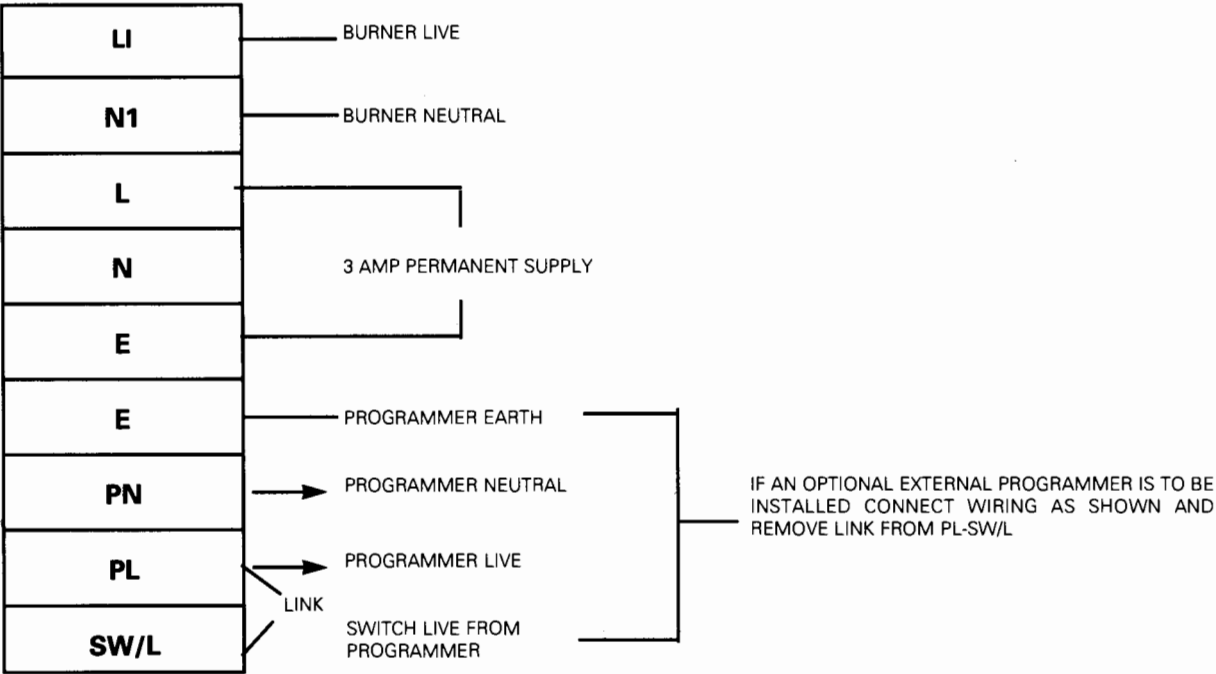 LI
BURNER LIVE
N1
BURNER NEUTRAL
L
N
3 AMP PERMANENT SUPPLY
E
E
PROGRAMMER EARTH
PN
PROGRAMMER NEUTRAL
PL
PROGRAMMER LIVE
LINK
SW/L
SWITCH LIVE FROM
PROGRAMMER
IF AN OPTIONAL EXTERNAL PROGRAMMER IS TO BE
INSTALLED CONNECT WIRING AS SHOWN AND
REMOVE LINK FROM PL-SW/L